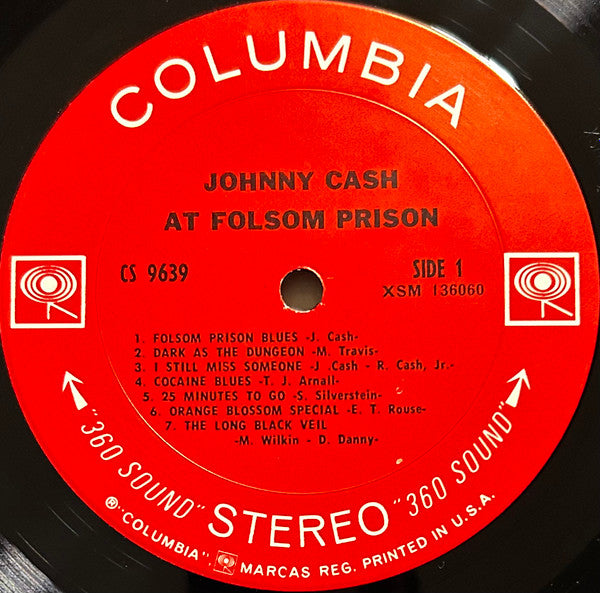 COLUMBIA
JOHNNY CASH
AT FOLSOM PRISON
CS 9639
SIDE 1
XSM 136060
1. FOLSOM PRISON BLUES -J. Cash-
2. DARK AS THE DUNGEON -M. Travis-
3. I STILL MISS SOMEONE -J .Cash - R. Cash, Jr.-
4. COCAINE BLUES -T. J. Arnall-
5. 25 MINUTES TO GO -S. Silverstein-
6. ORANGE BLOSSOM SPECIAL -E. T. Rouse-
7. THE LONG BLACK VEIL
-M. Wilkin - D. Danny-
"360 SOUND" STEREO "360 SOUND"
®"COLUMBIA", MARCAS REG. PRINTED IN U.S.A.